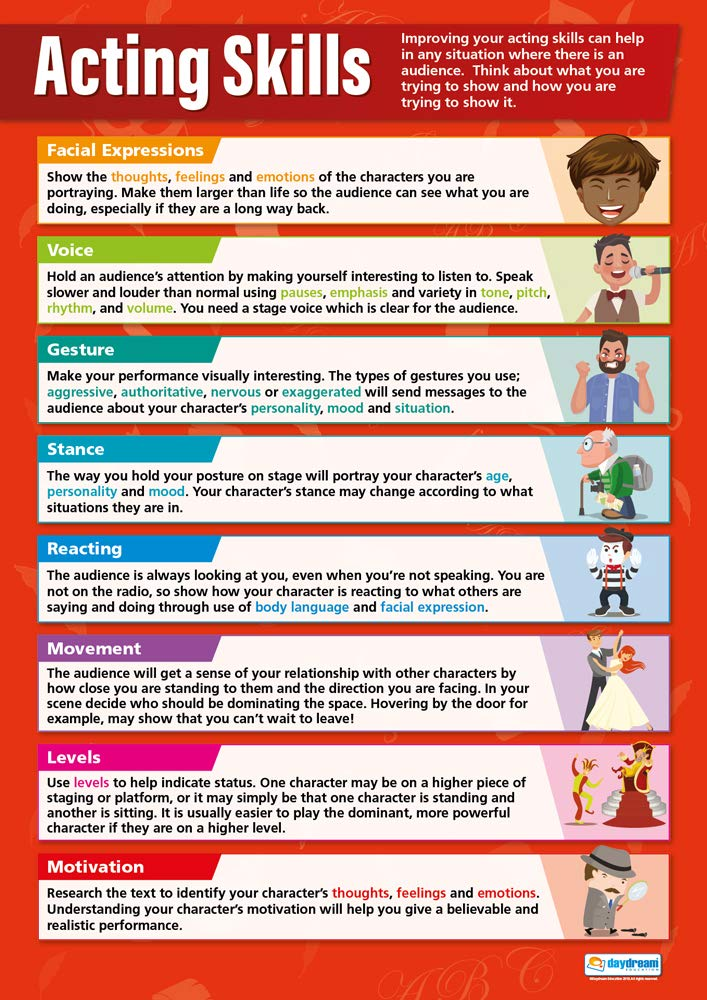 Acting Skills
Improving your acting skills can help
in any situation where there is an
audience. Think about what you are
trying to show and how you are
trying to show it.
Facial Expressions
Show the thoughts, feelings and emotions of the characters you are
portraying. Make them larger than life so the audience can see what you are
doing, especially if they are a long way back.
Voice
Hold an audience's attention by making yourself interesting to listen to. Speak
slower and louder than normal using pauses, emphasis and variety in tone, pitch,
rhythm, and volume. You need a stage voice which is clear for the audience.
Gesture
Make your performance visually interesting. The types of gestures you use;
aggressive, authoritative, nervous or exaggerated will send messages to the
audience about your character's personality, mood and situation.
Stance
The way you hold your posture on stage will portray your character's age,
personality and mood. Your character's stance may change according to what
situations they are in.
Reacting
The audience is always looking at you, even when you're not speaking. You are
not on the radio, so show how your character is reacting to what others are
saying and doing through use of body language and facial expression.
Movement
The audience will get a sense of your relationship with other characters by
how close you are standing to them and the direction you are facing. In your
scene decide who should be dominating the space. Hovering by the door for
example, may show that you can't wait to leave!
Levels
Use levels to help indicate status. One character may be on a higher piece of
staging or platform, or it may simply be that one character is standing and
another is sitting. It is usually easier to play the dominant, more powerful
character if they are on a higher level.
Motivation
Research the text to identify your character's thoughts, feelings and emotions.
Understanding your character's motivation will help you give a believable and
realistic performance.
daydream
EDUCATION
ABC